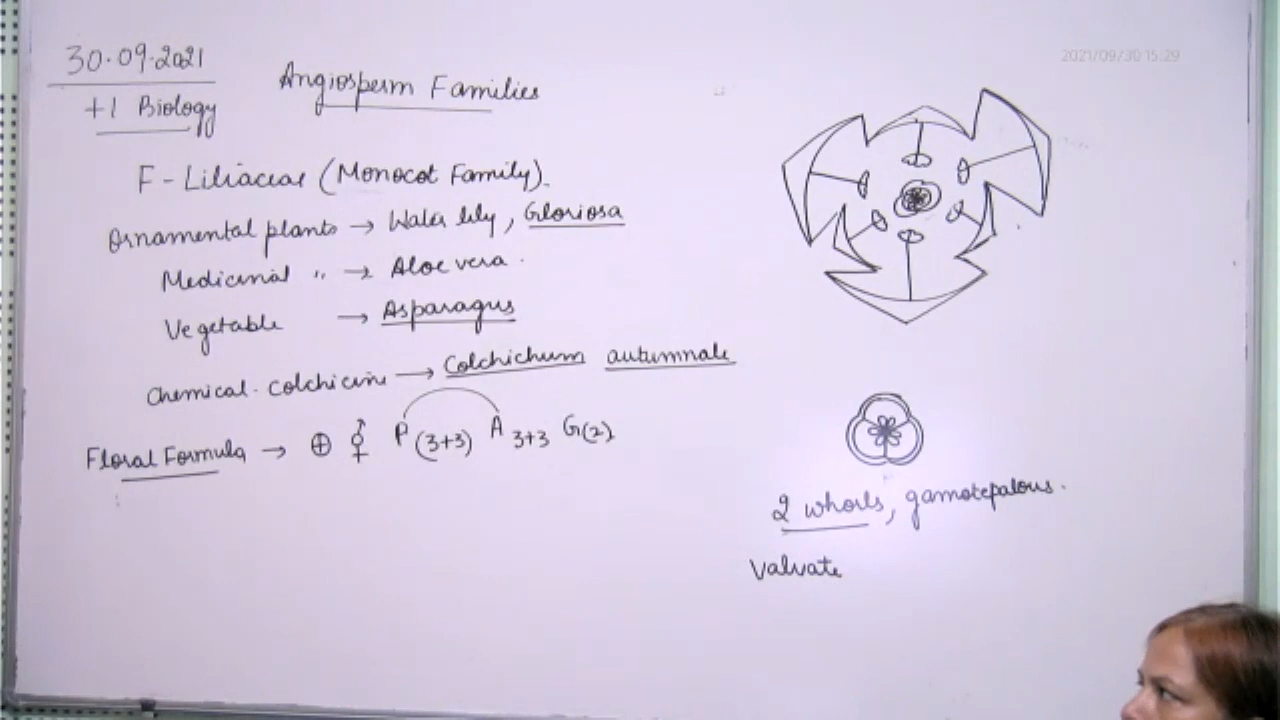 30.09.2021
+1 Biology
Angiosperm Families
F - Liliaceae (Monocot Family).
Ornamental plants → Water lily, Gloriosa
Medicinal " → Aloe vera.
Vegetable → Asparagus
Chemical - Colchicine → Colchicum autumnale
Floral Formula → ⊕ ⚥ P(3+3) A3+3 G(2)
2021/09/30 15:29
2 whorls, gamotepalous.
Valvate